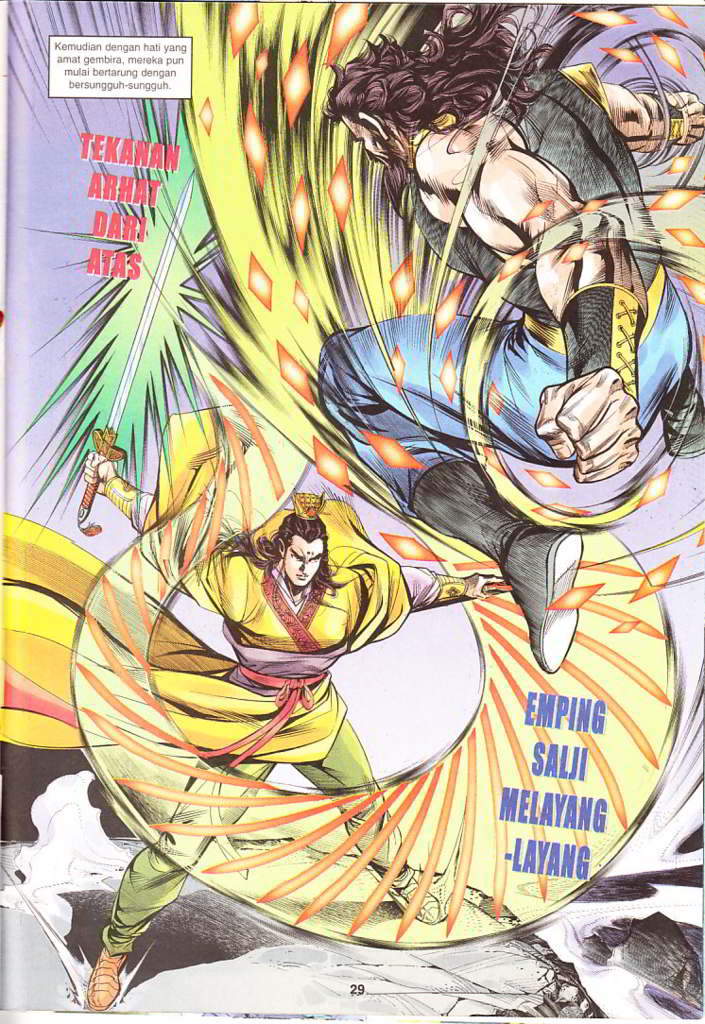 Kemudian dengan hati yang
amat gembira, mereka pun
mulai bertarung dengan
bersungguh-sungguh.
TEKANAN
ARHAT
DARI
ATAS
EMPING
SALJI
MELAYANG
-LAYANG
29